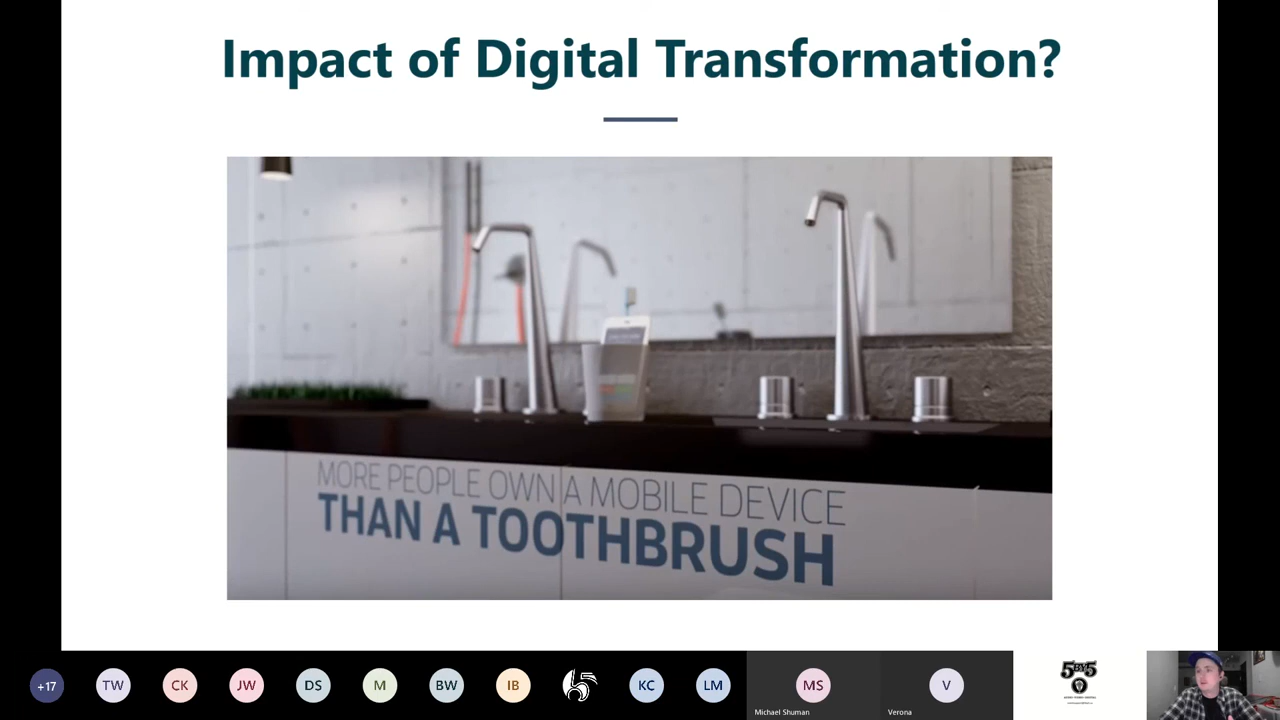 Impact of Digital Transformation?
MORE PEOPLE OWN A MOBILE DEVICE
THAN A TOOTHBRUSH
+17
TW
CK
JW
DS
M
BW
IB
KC
LM
MS
Michael Shuman
V
Verona
5BY5